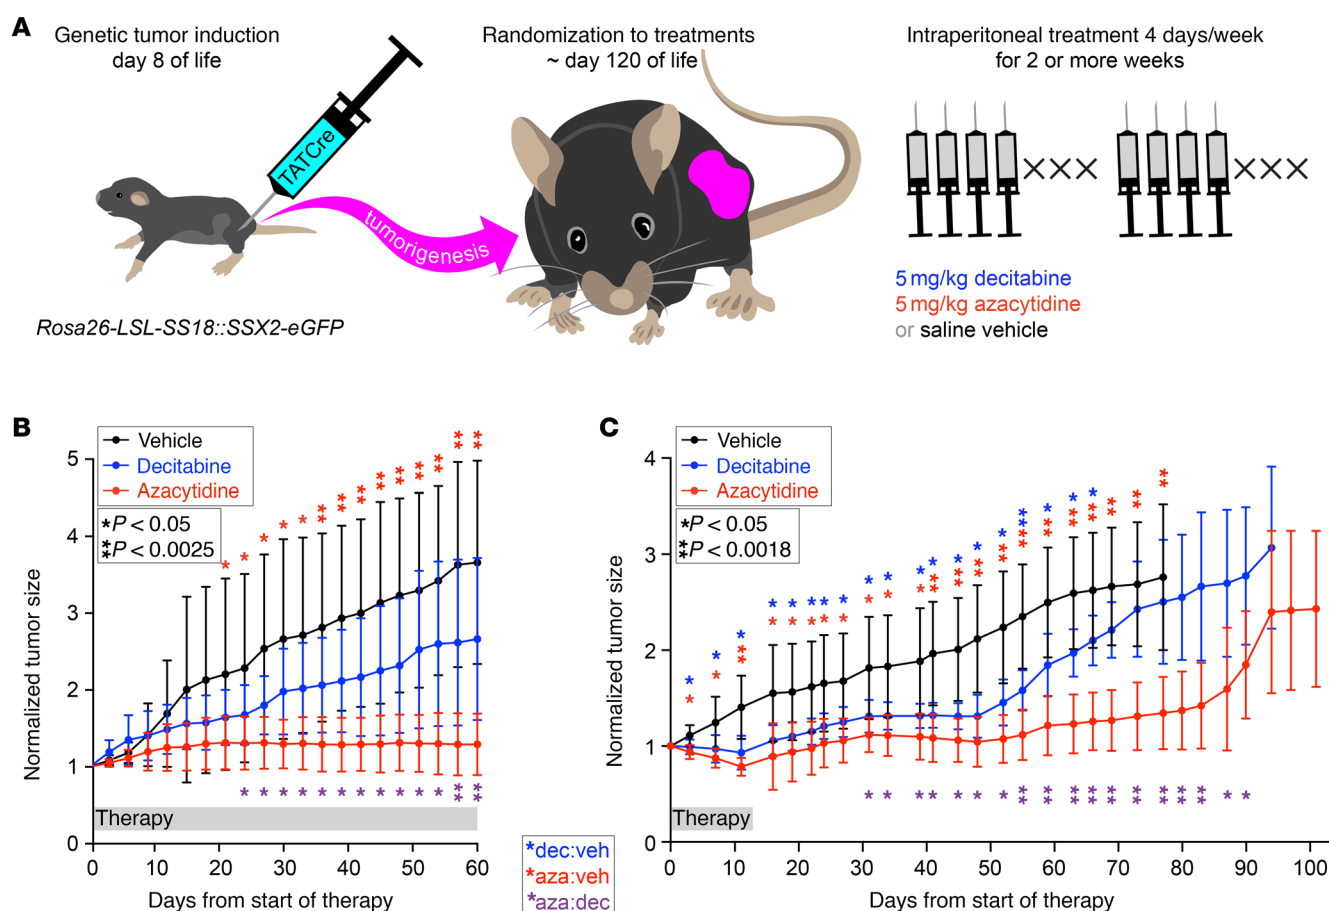 A
Genetic tumor induction
day 8 of life
TATCre
tumorigenesis
Rosa26-LSL-SS18::SSX2-eGFP
Randomization to treatments
~ day 120 of life
Intraperitoneal treatment 4 days/week
for 2 or more weeks
×××
×××
5 mg/kg decitabine
5 mg/kg azacytidine
or saline vehicle
B
Vehicle
Decitabine
Azacytidine
*P < 0.05
**P < 0.0025
Normalized tumor size
5
4
3
2
1
0
Therapy
0 10 20 30 40 50 60
Days from start of therapy
*dec:veh
*aza:veh
*aza:dec
C
Vehicle
Decitabine
Azacytidine
*P < 0.05
**P < 0.0018
Normalized tumor size
4
3
2
1
0
Therapy
0 10 20 30 40 50 60 70 80 90 100
Days from start of therapy